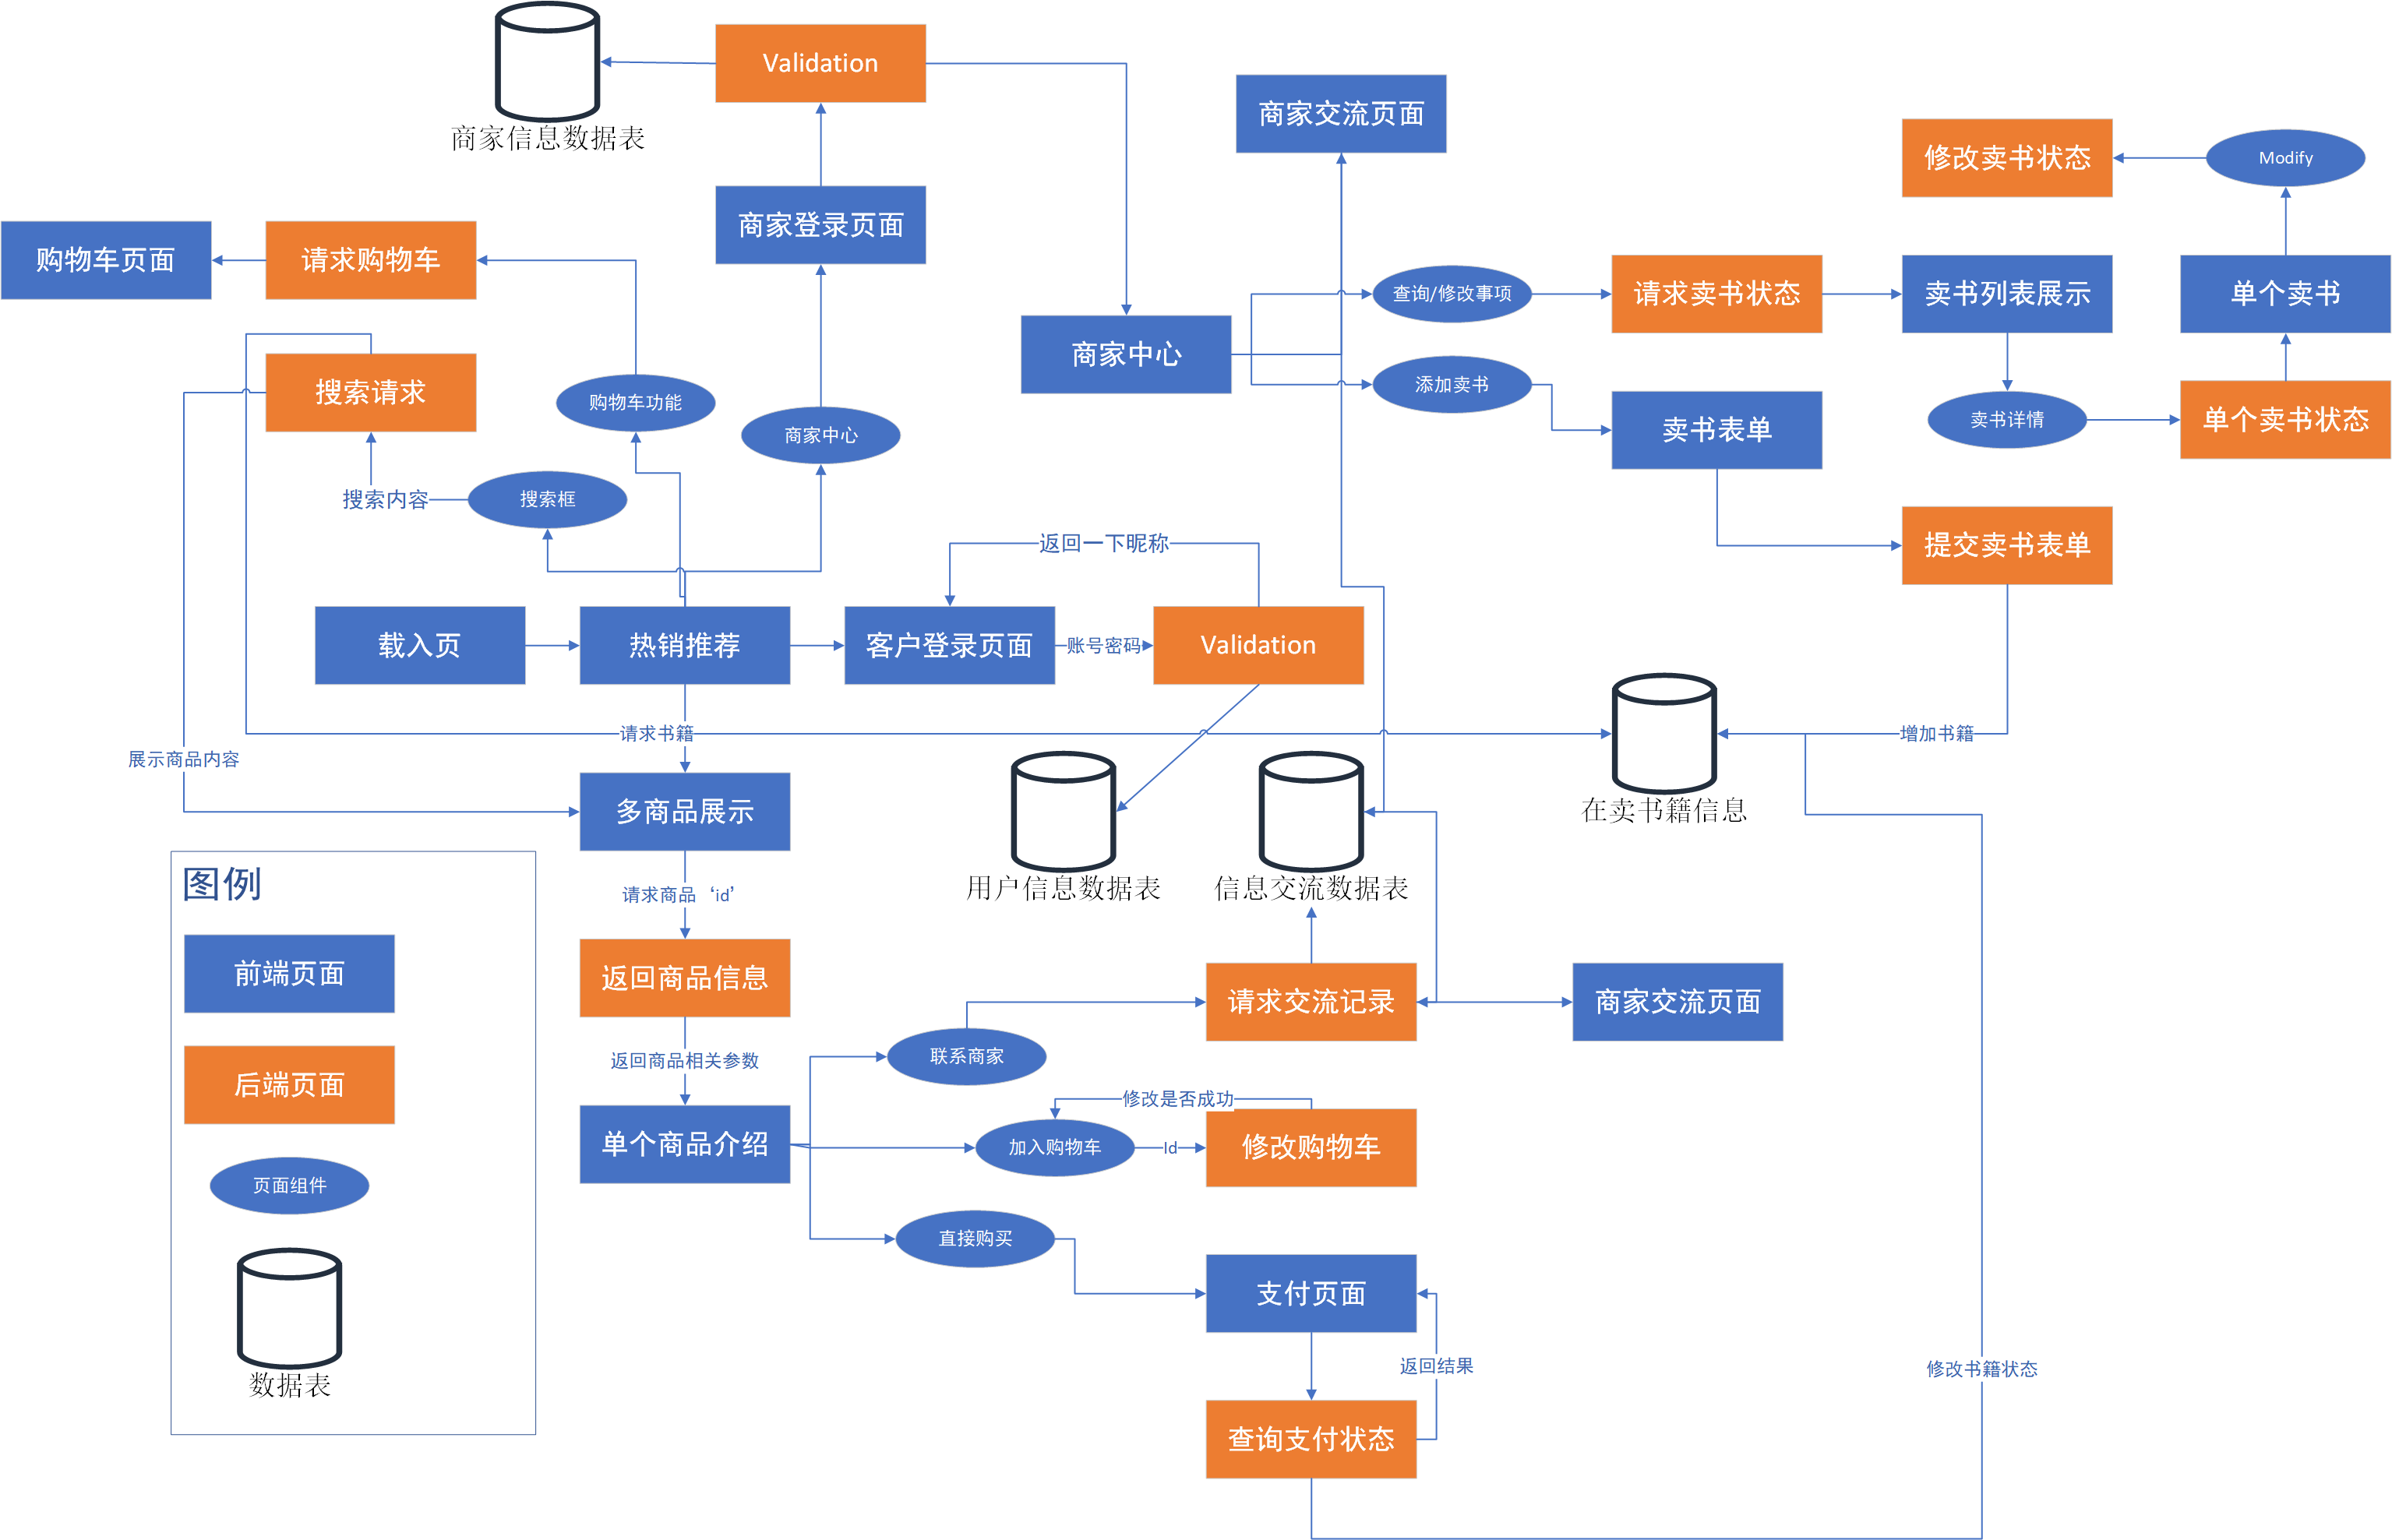 Validation
商家信息数据表
商家交流页面
修改卖书状态
Modify
商家登录页面
购物车页面
请求购物车
查询/修改事项
请求卖书状态
卖书列表展示
单个卖书
商家中心
搜索请求
购物车功能
添加卖书
商家中心
卖书表单
卖书详情
单个卖书状态
搜索内容
搜索框
返回一下昵称
提交卖书表单
载入页
热销推荐
客户登录页面
账号密码
Validation
请求书籍
增加书籍
展示商品内容
多商品展示
在卖书籍信息
图例
请求商品‘id’
用户信息数据表
信息交流数据表
前端页面
返回商品信息
请求交流记录
商家交流页面
后端页面
返回商品相关参数
联系商家
修改是否成功
单个商品介绍
加入购物车
Id
修改购物车
页面组件
直接购买
支付页面
返回结果
修改书籍状态
数据表
查询支付状态